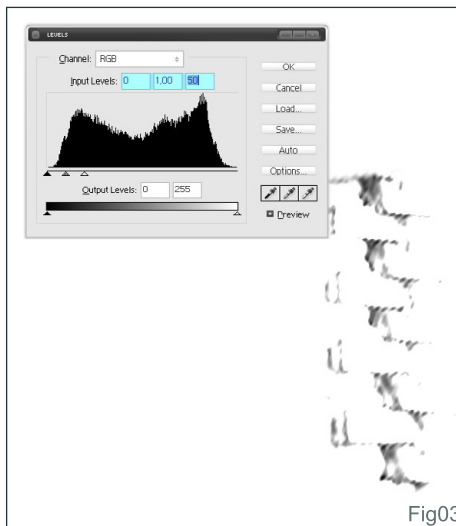 LEVELS
Channel: RGB
Input Levels: 0 1,00 50
OK
Cancel
Load...
Save...
Auto
Options...
Output Levels: 0 255
Preview
Fig03